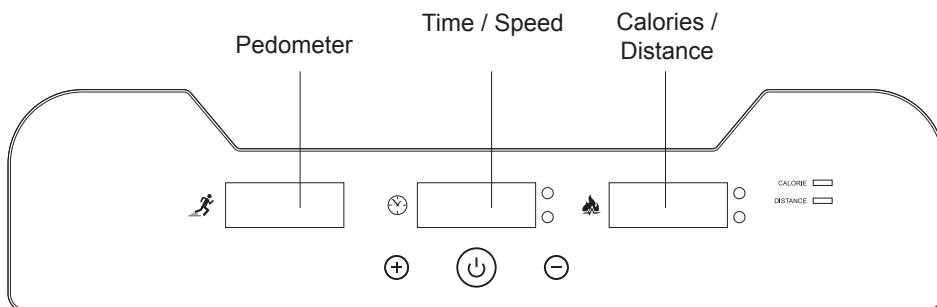 Pedometer
Time / Speed
Calories /
Distance
CALORIE
DISTANCE